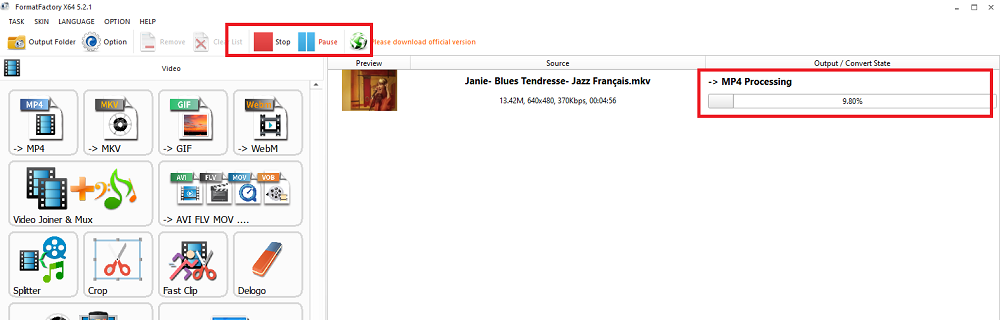 FormatFactory X64 5.2.1
TASK SKIN LANGUAGE OPTION HELP
Output Folder Option Remove Clear List Stop Pause Please download official version
Video
Preview Source Output / Convert State
Janie- Blues Tendresse- Jazz Français.mkv
-> MP4 Processing
13.42M, 640x480, 370Kbps, 00:04:56
9.80%
MP4 MKV GIF WebM
-> MP4 -> MKV -> GIF -> WebM
AVI FLV MOV VOB
Video Joiner & Mux -> AVI FLV MOV ....
Splitter Crop Fast Clip Delogo